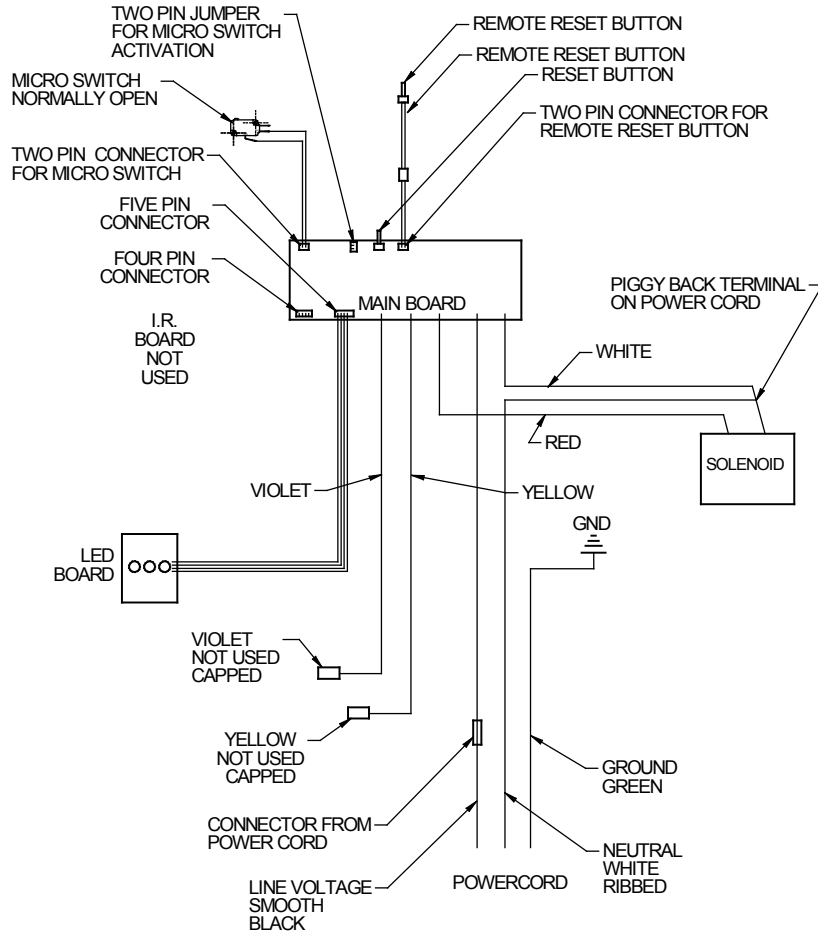 TWO PIN JUMPER
FOR MICRO SWITCH
ACTIVATION
REMOTE RESET BUTTON
REMOTE RESET BUTTON
RESET BUTTON
MICRO SWITCH
NORMALLY OPEN
TWO PIN CONNECTOR FOR
REMOTE RESET BUTTON
TWO PIN CONNECTOR
FOR MICRO SWITCH
FIVE PIN
CONNECTOR
FOUR PIN
CONNECTOR
MAIN BOARD
PIGGY BACK TERMINAL
ON POWER CORD
I.R.
BOARD
NOT
USED
WHITE
RED
SOLENOID
VIOLET
YELLOW
GND
LED
BOARD
VIOLET
NOT USED
CAPPED
YELLOW
NOT USED
CAPPED
GROUND
GREEN
CONNECTOR FROM
POWER CORD
NEUTRAL
WHITE
RIBBED
LINE VOLTAGE
SMOOTH
BLACK
POWERCORD